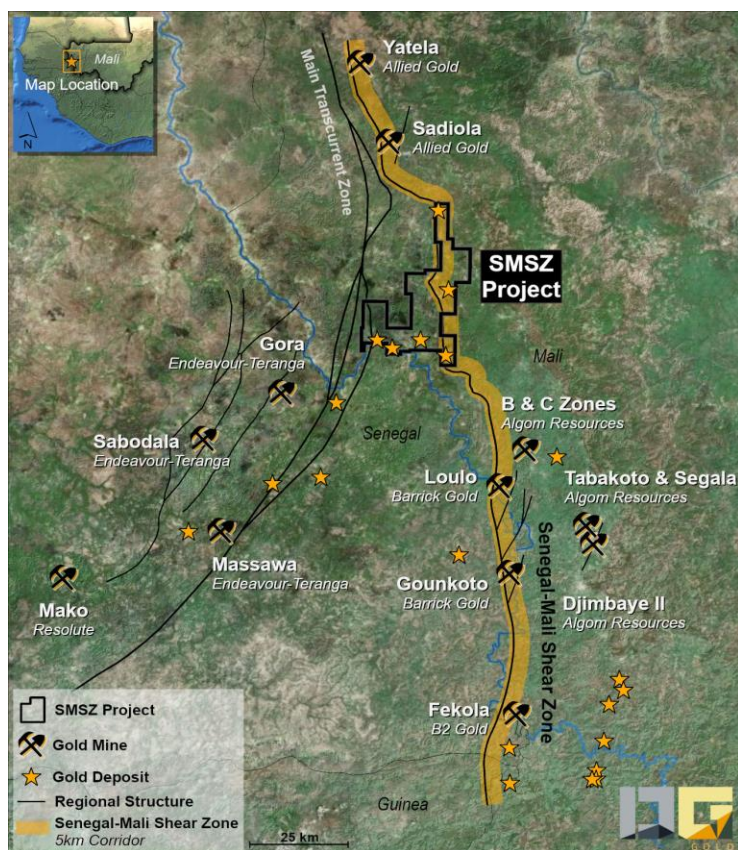 Mali
Map Location
N
Main Transcurrent Zone
Yatela
Allied Gold
Sadiola
Allied Gold
SMSZ
Project
Mali
Gora
Endeavour-Teranga
B & C Zones
Algom Resources
Senegal
Sabodala
Endeavour-Teranga
Loulo
Barrick Gold
Tabakoto & Segala
Algom Resources
Senegal-Mali Shear Zone
Massawa
Endeavour-Teranga
Gounkoto
Barrick Gold
Mako
Resolute
Djimbaye II
Algom Resources
Fekola
B2 Gold
SMSZ Project
Gold Mine
Gold Deposit
Regional Structure
Senegal-Mali Shear Zone
5km Corridor
25 km
Guinea
GOLD